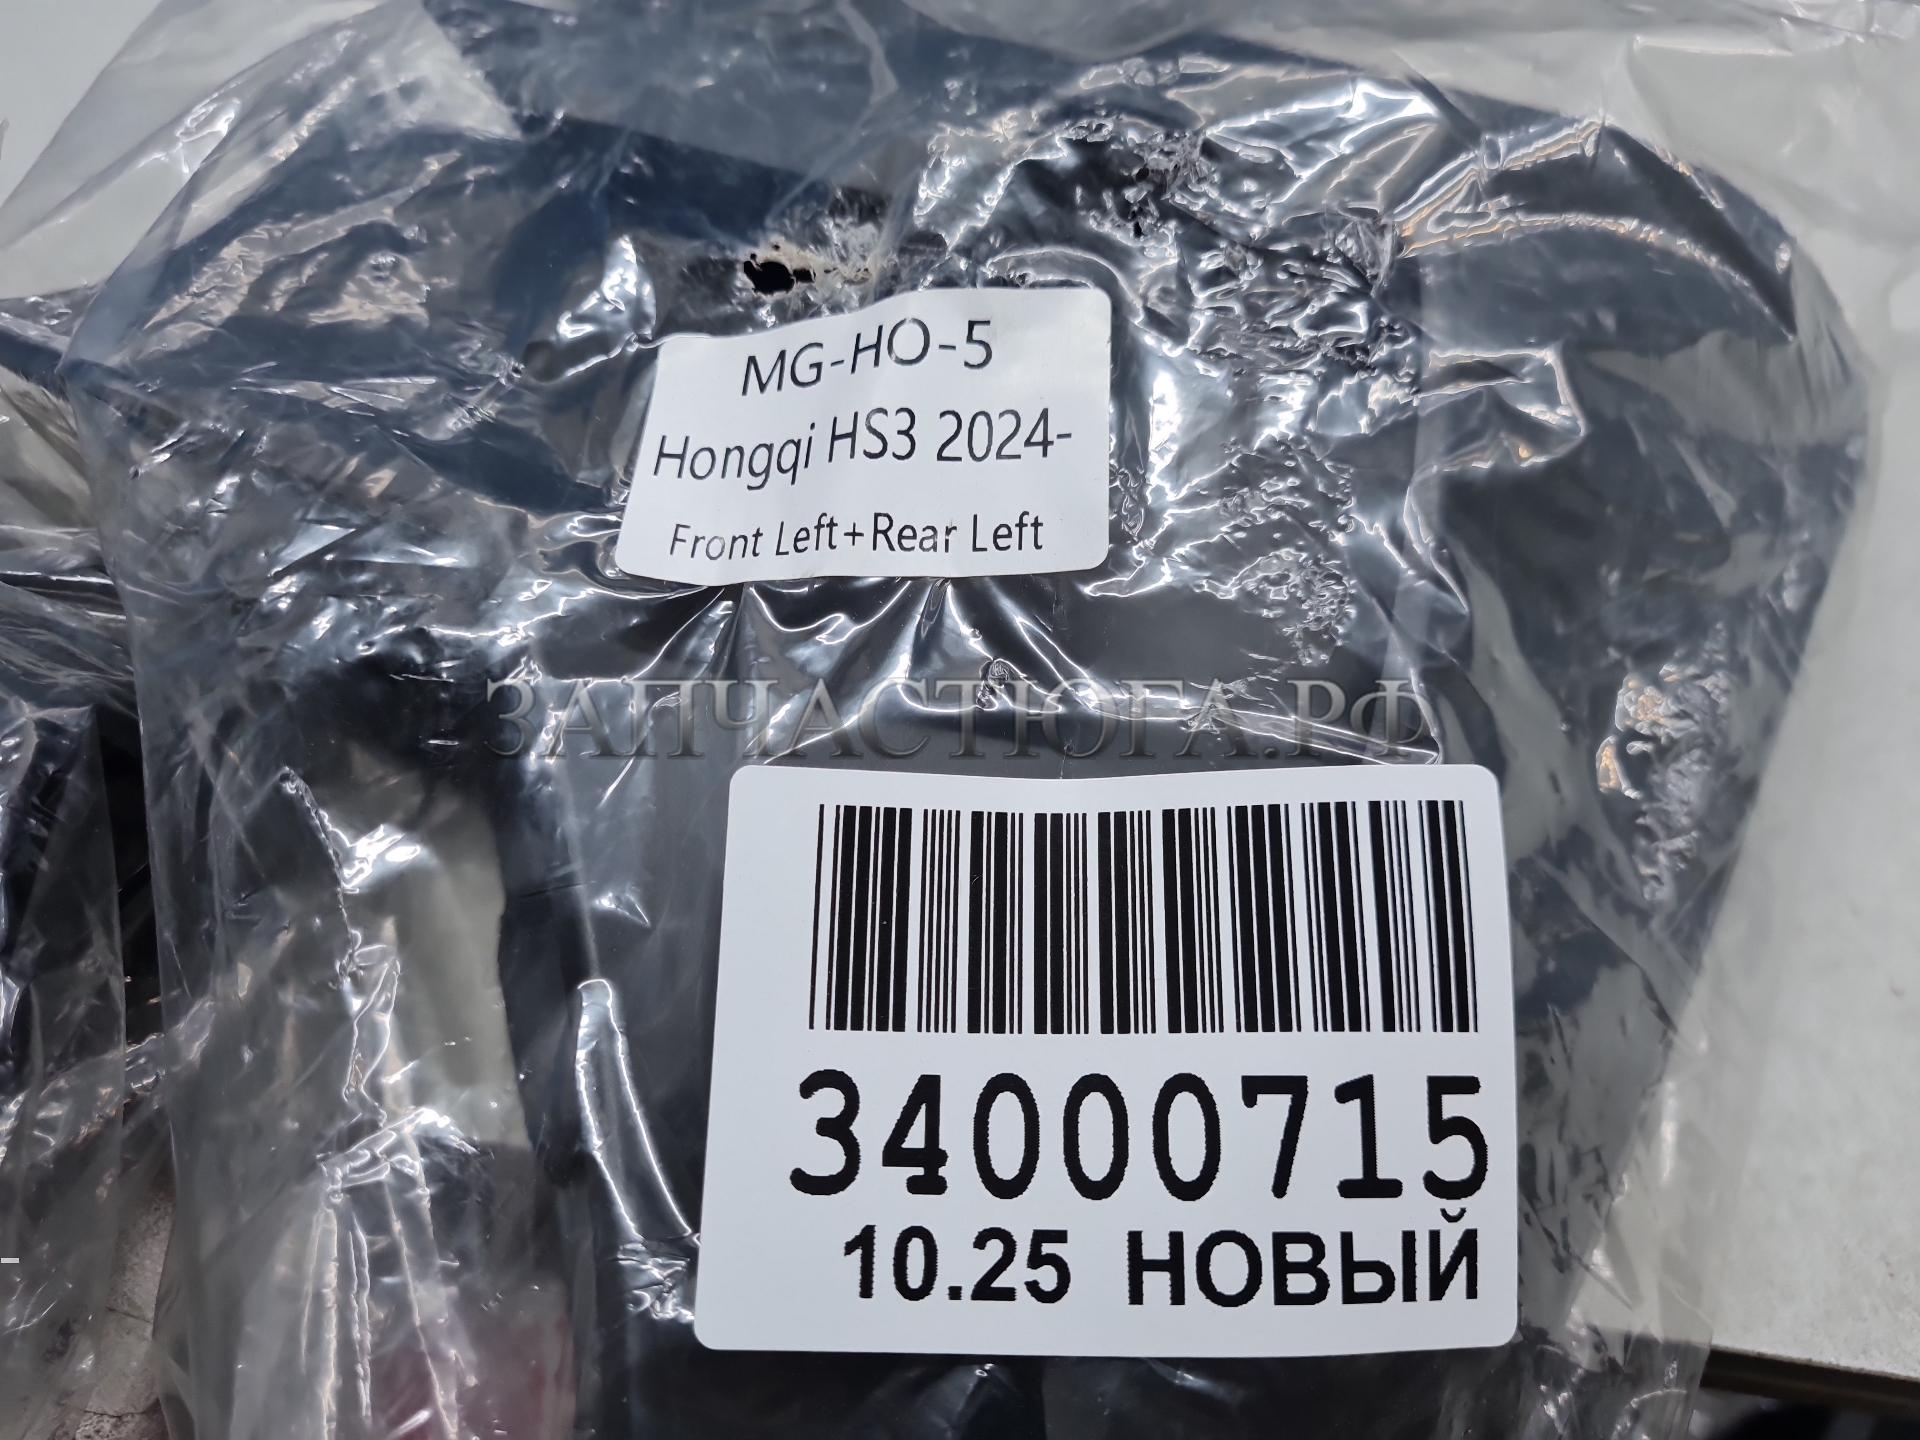 MG-HO-5
Hongqi HS3 2024-
Front Left+Rear Left
ЗАПЧАСТЮГА.РФ
34000715
10.25 НОВЫЙ